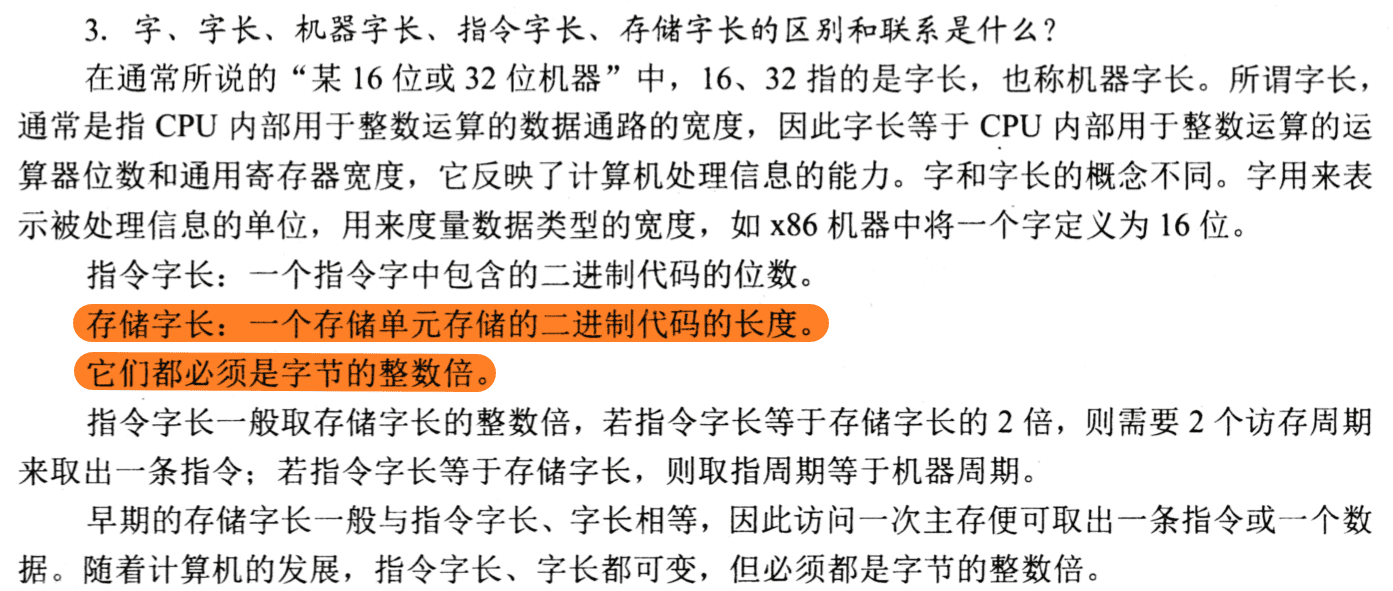 3. 字、字长、机器字长、指令字长、存储字长的区别和联系是什么？
在通常所说的“某 16 位或 32 位机器”中，16、32 指的是字长，也称机器字长。所谓字长，
通常是指 CPU 内部用于整数运算的数据通路的宽度，因此字长等于 CPU 内部用于整数运算的运
算器位数和通用寄存器宽度，它反映了计算机处理信息的能力。字和字长的概念不同。字用来表
示被处理信息的单位，用来度量数据类型的宽度，如 x86 机器中将一个字定义为 16 位。
指令字长：一个指令字中包含的二进制代码的位数。
存储字长：一个存储单元存储的二进制代码的长度。
它们都必须是字节的整数倍。
指令字长一般取存储字长的整数倍，若指令字长等于存储字长的 2 倍，则需要 2 个访存周期
来取出一条指令；若指令字长等于存储字长，则取指周期等于机器周期。
早期的存储字长一般与指令字长、字长相等，因此访问一次主存便可取出一条指令或一个数
据。随着计算机的发展，指令字长、字长都可变，但必须都是字节的整数倍。